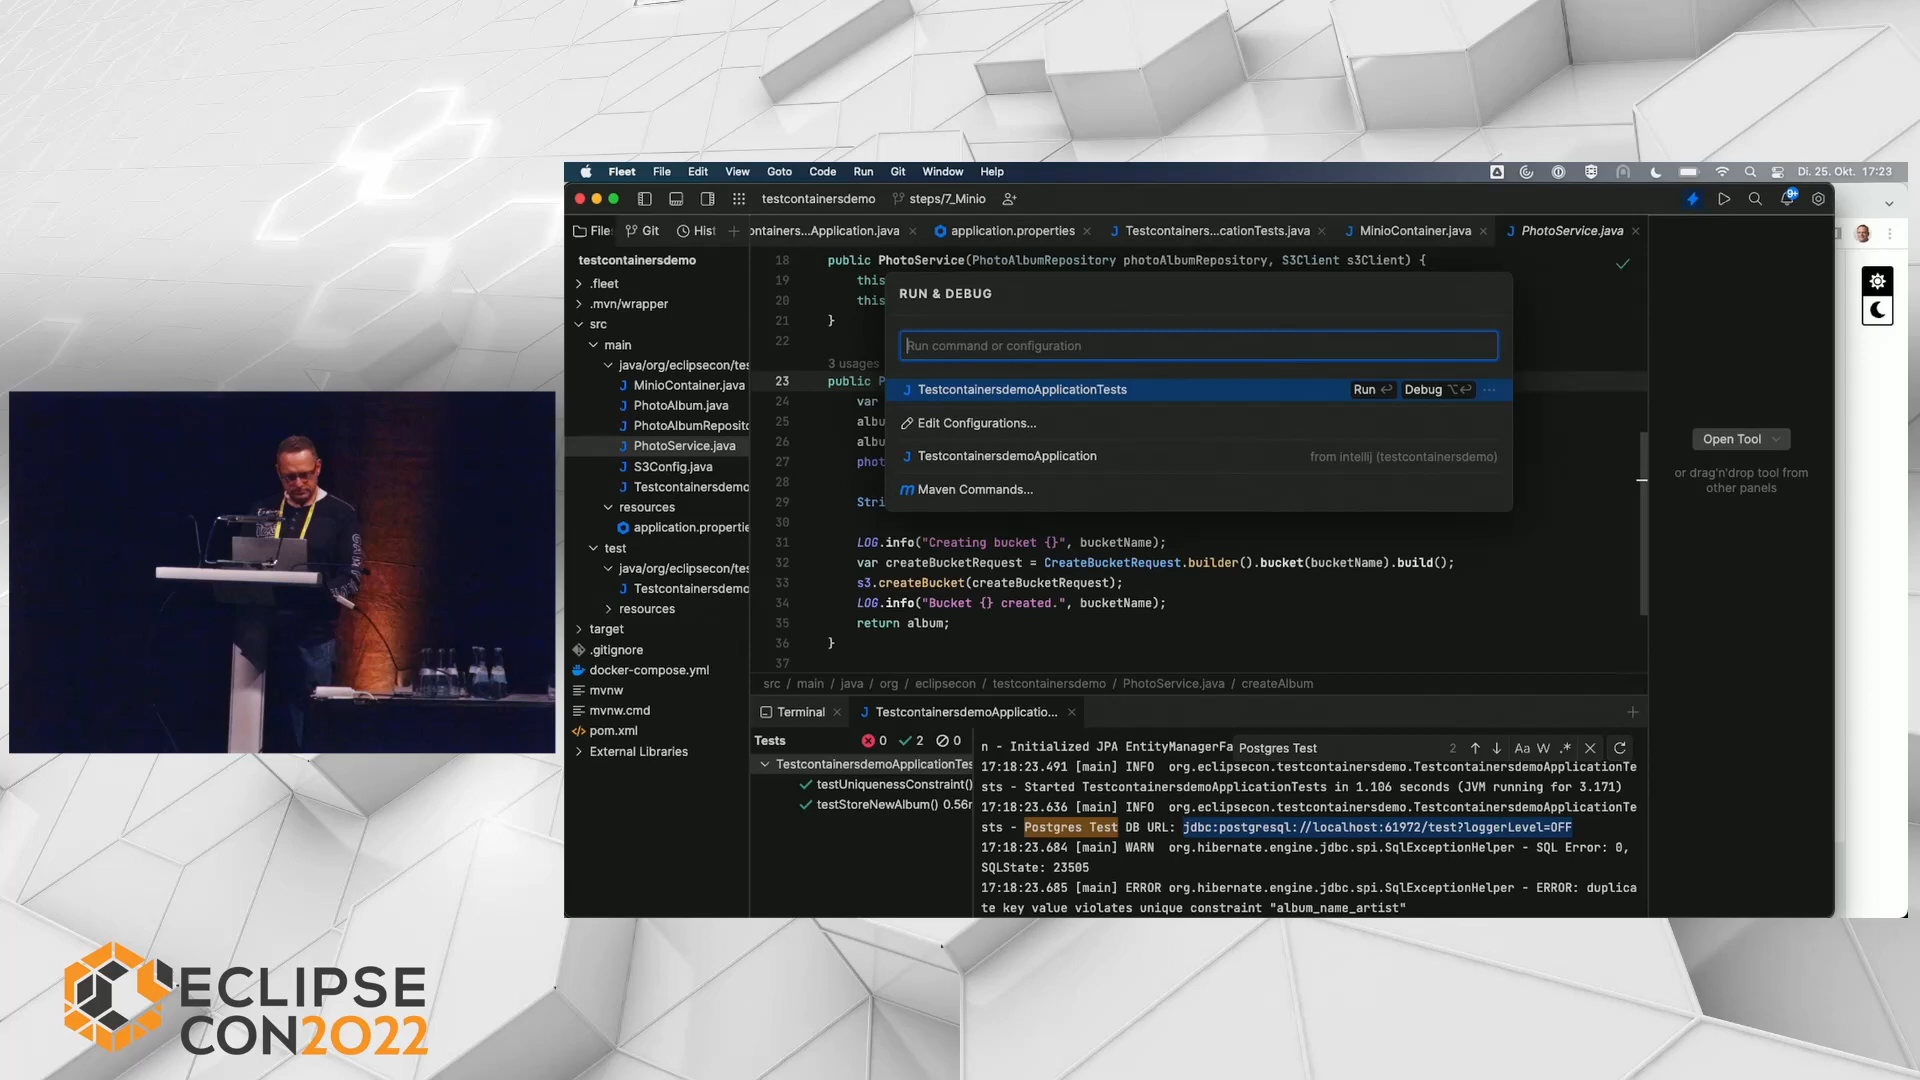 Fleet File Edit View Goto Code Run Git Window Help
Di. 25. Okt. 17:23
testcontainersdemo steps/7_Minio
9+
File Git Hist
ontainers...Application.java application.properties Testcontainers...cationTests.java MinioContainer.java PhotoService.java
testcontainersdemo
.fleet
.mvn/wrapper
src
main
java/org/eclipsecon/tes
MinioContainer.java
PhotoAlbum.java
PhotoAlbumReposito
PhotoService.java
S3Config.java
Testcontainersdemo
resources
application.propertie
test
java/org/eclipsecon/tes
Testcontainersdemo
resources
target
.gitignore
docker-compose.yml
mvnw
mvnw.cmd
pom.xml
External Libraries
18 public PhotoService(PhotoAlbumRepository photoAlbumRepository, S3Client s3Client) {
19 this
20 this
21 }
22
3 usages
23 public P
24 var
25 albu
26 albu
27 phot
28
29 Stri
30
31 LOG.info("Creating bucket {}", bucketName);
32 var createBucketRequest = CreateBucketRequest.builder().bucket(bucketName).build();
33 s3.createBucket(createBucketRequest);
34 LOG.info("Bucket {} created.", bucketName);
35 return album;
36 }
37
RUN & DEBUG
Run command or configuration
TestcontainersdemoApplicationTests Run Debug
Edit Configurations...
TestcontainersdemoApplication from intellij (testcontainersdemo)
Maven Commands...
Open Tool
or drag'n'drop tool from
other panels
src / main / java / org / eclipsecon / testcontainersdemo / PhotoService.java / createAlbum
Terminal TestcontainersdemoApplicatio...
Tests 0 2 0
TestcontainersdemoApplicationTes
testUniquenessConstraint()
testStoreNewAlbum() 0.56
Postgres Test 2 Aa W .*
n - Initialized JPA EntityManagerFa
17:18:23.491 [main] INFO org.eclipsecon.testcontainersdemo.TestcontainersdemoApplicationTe
sts - Started TestcontainersdemoApplicationTests in 1.106 seconds (JVM running for 3.171)
17:18:23.636 [main] INFO org.eclipsecon.testcontainersdemo.TestcontainersdemoApplicationTe
sts - Postgres Test DB URL: jdbc:postgresql://localhost:61972/test?loggerLevel=OFF
17:18:23.684 [main] WARN org.hibernate.engine.jdbc.spi.SqlExceptionHelper - SQL Error: 0,
SQLState: 23505
17:18:23.685 [main] ERROR org.hibernate.engine.jdbc.spi.SqlExceptionHelper - ERROR: duplica
te key value violates unique constraint "album_name_artist"
ECLIPSE
CON2022